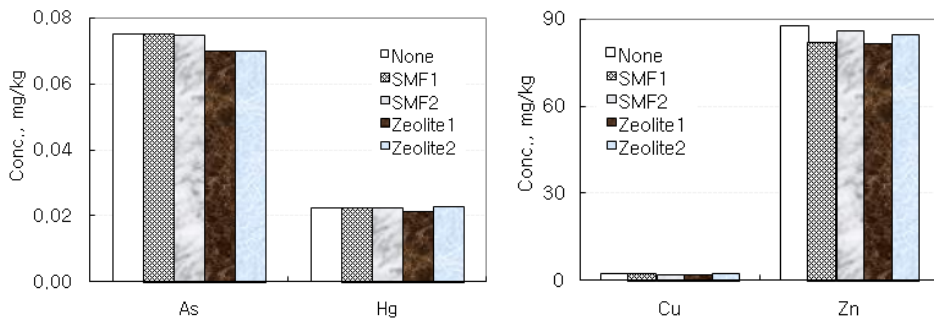 Conc., mg/kg
0.08
0.06
0.04
0.02
0.00
None
SMF1
SMF2
Zeolite1
Zeolite2
As
Hg
Conc., mg/kg
90
60
30
0
None
SMF1
SMF2
Zeolite1
Zeolite2
Cu
Zn